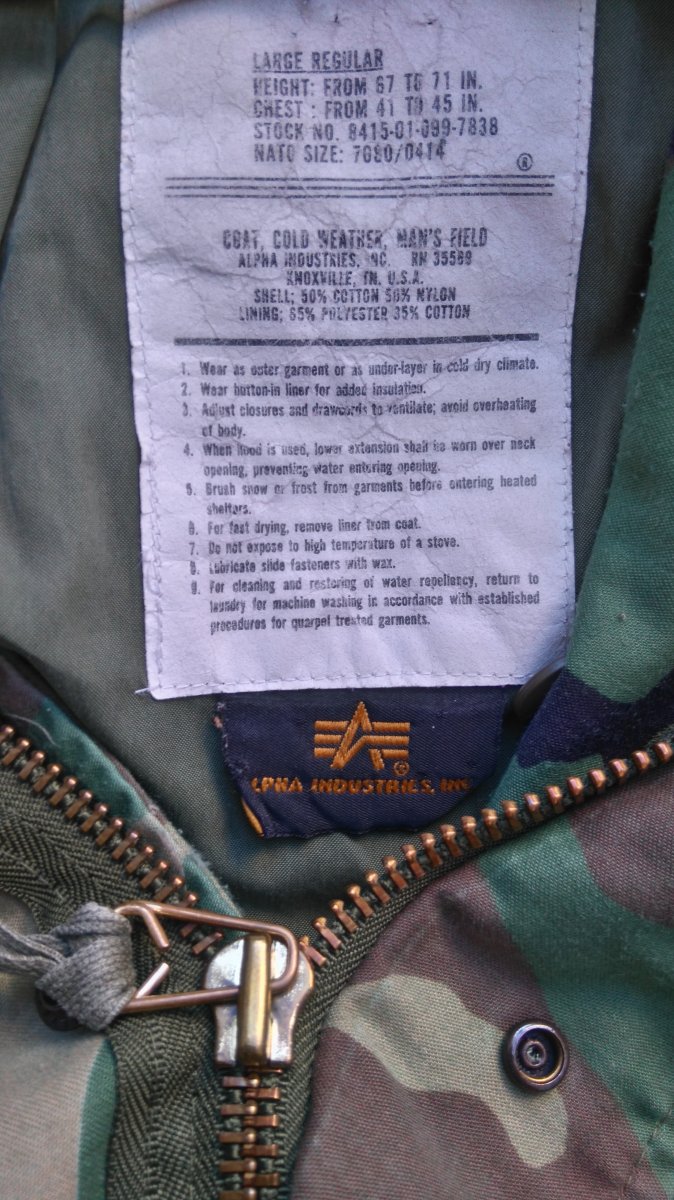 LARGE REGULAR
HEIGHT: FROM 67 TO 71 IN.
CHEST : FROM 41 TO 45 IN.
STOCK NO. 8415-01-099-7838
NATO SIZE: 7080/0414
®
COAT, COLD WEATHER, MAN'S FIELD
ALPHA INDUSTRIES, INC. RN 35589
KNOXVILLE, TN. U.S.A.
SHELL; 50% COTTON 50% NYLON
LINING; 65% POLYESTER 35% COTTON
1. Wear as outer garment or as under-layer in cold dry climate.
2. Wear button-in liner for added insulation.
3. Adjust closures and drawcords to ventilate; avoid overheating
of body.
4. When hood is used, lower extension shall be worn over neck
opening, preventing water entering opening.
5. Brush snow or frost from garments before entering heated
shelters.
6. For fast drying, remove liner from coat.
7. Do not expose to high temperature of a stove.
8. Lubricate slide fasteners with wax.
9. For cleaning and restoring of water repellency, return to
laundry for machine washing in accordance with established
procedures for quarpel treated garments.
®
LPHA INDUSTRIES, IN